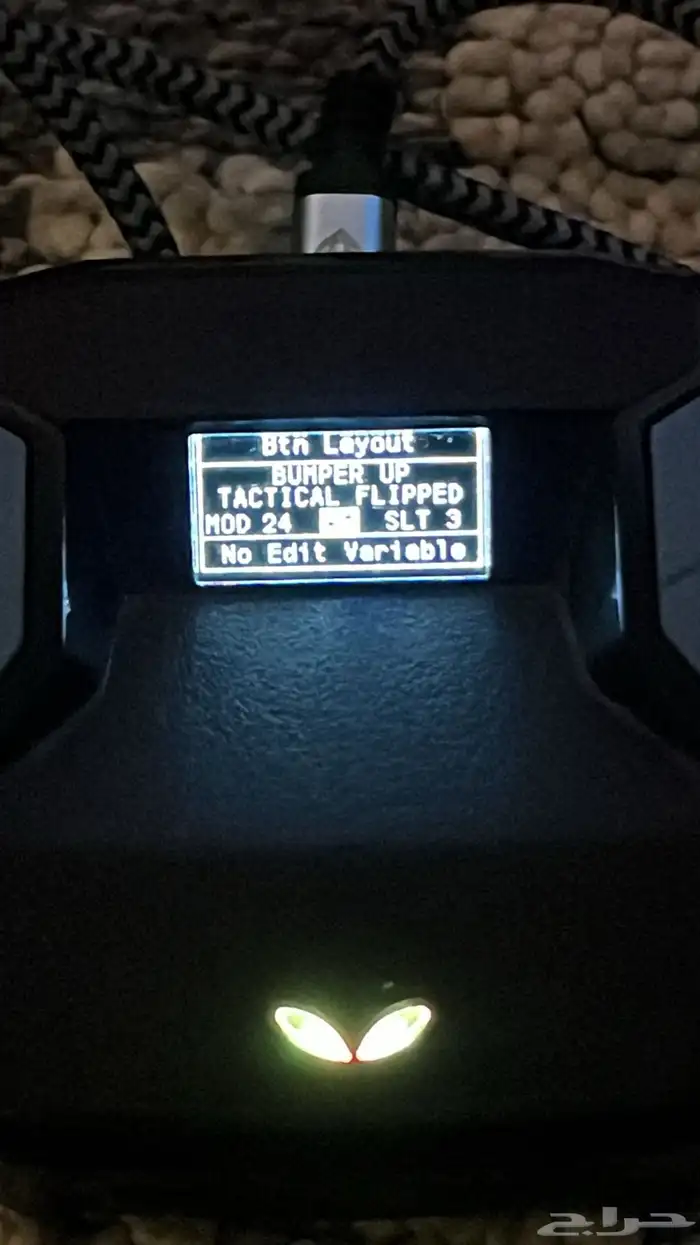 Btn Layout
BUMPER UP
TACTICAL FLIPPED
MOD 24 SLT 3
No Edit Variable
حراج